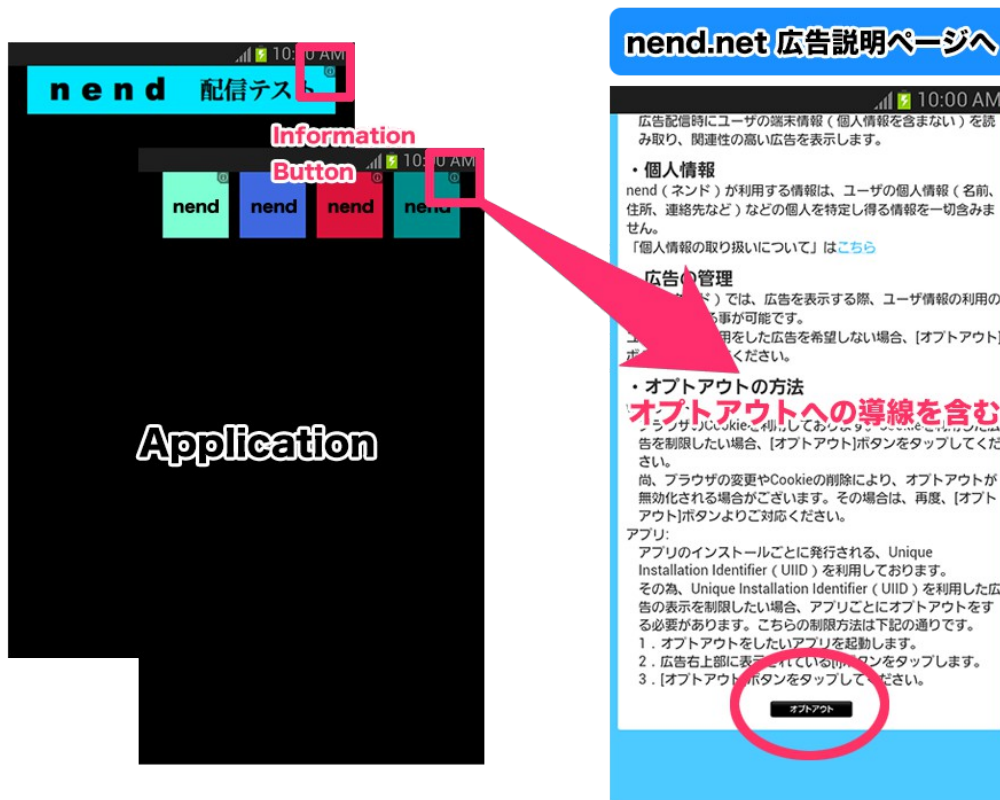 10:00 AM
nend 配信テスト
Information
Button
10:00 AM
nend nend nend nend
Application
nend.net 広告説明ページへ
10:00 AM
広告配信時にユーザの端末情報（個人情報を含まない）を読
み取り、関連性の高い広告を表示します。
・個人情報
nend（ネンド）が利用する情報は、ユーザの個人情報（名前、
住所、連絡先など）などの個人を特定し得る情報を一切含みま
せん。
「個人情報の取り扱いについて」はこちら
広告の管理
ド）では、広告を表示する際、ユーザ情報の利用の
る事が可能です。
用をした広告を希望しない場合、[オプトアウト]
ください。
・オプトアウトの方法
オプトアウトへの導線を含む
告を制限したい場合、[オプトアウト]ボタンをタップしてくだ
さい。
尚、ブラウザの変更やCookieの削除により、オプトアウトが
無効化される場合がございます。その場合は、再度、[オプト
アウト]ボタンよりご対応ください。
アプリ:
アプリのインストールごとに発行される、Unique
Installation Identifier（UIID）を利用しております。
その為、Unique Installation Identifier（UIID）を利用した広
告の表示を制限したい場合、アプリごとにオプトアウトをす
る必要があります。こちらの制限方法は下記の通りです。
1．オプトアウトをしたいアプリを起動します。
2．広告右上部に表示されている[i]ボタンをタップします。
3．[オプトアウト]ボタンをタップしてください。
オプトアウト